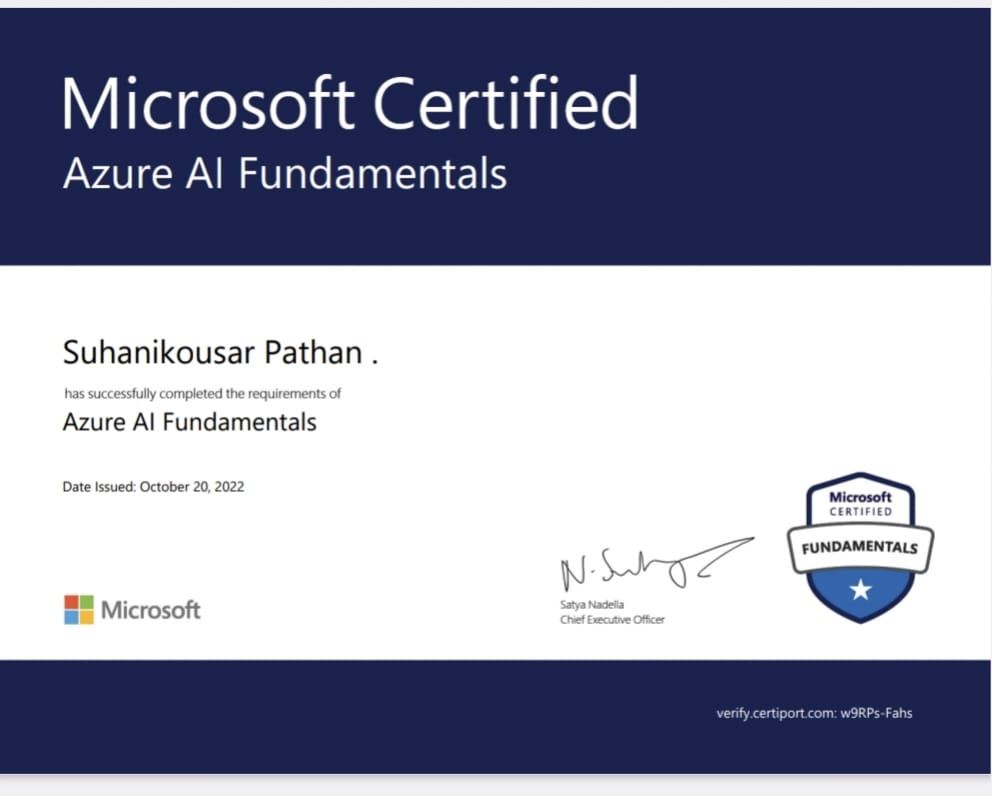 Microsoft Certified
Azure AI Fundamentals
Suhanikousar Pathan .
has successfully completed the requirements of
Azure AI Fundamentals
Date Issued: October 20, 2022
Microsoft
CERTIFIED
FUNDAMENTALS
N. Satya
Satya Nadella
Chief Executive Officer
Microsoft
verify.certiport.com: w9RPs-Fahs